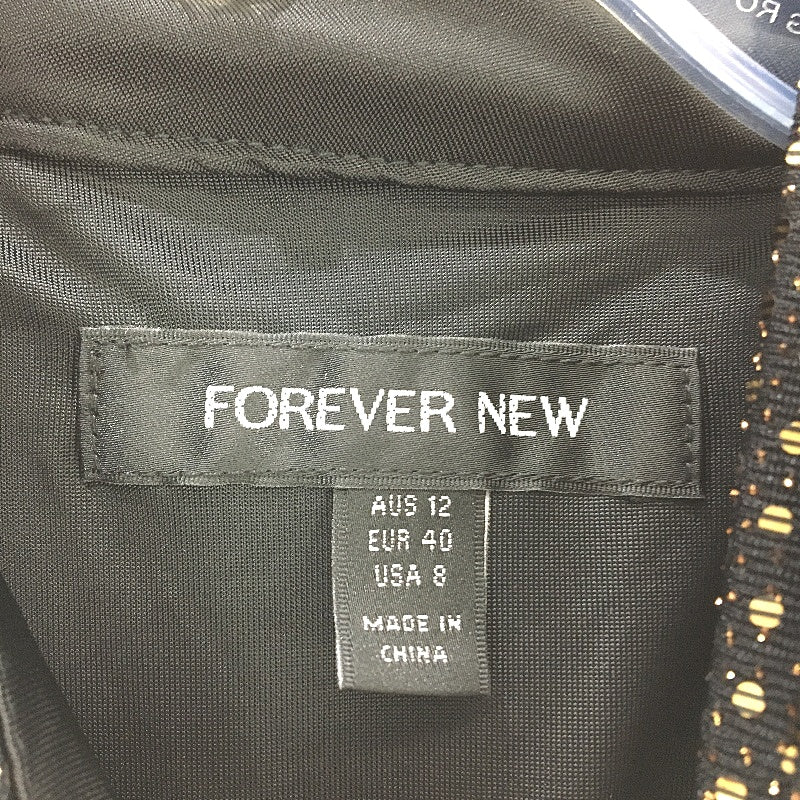 FOREVER NEW
AUS 12
EUR 40
USA 8
MADE IN
CHINA